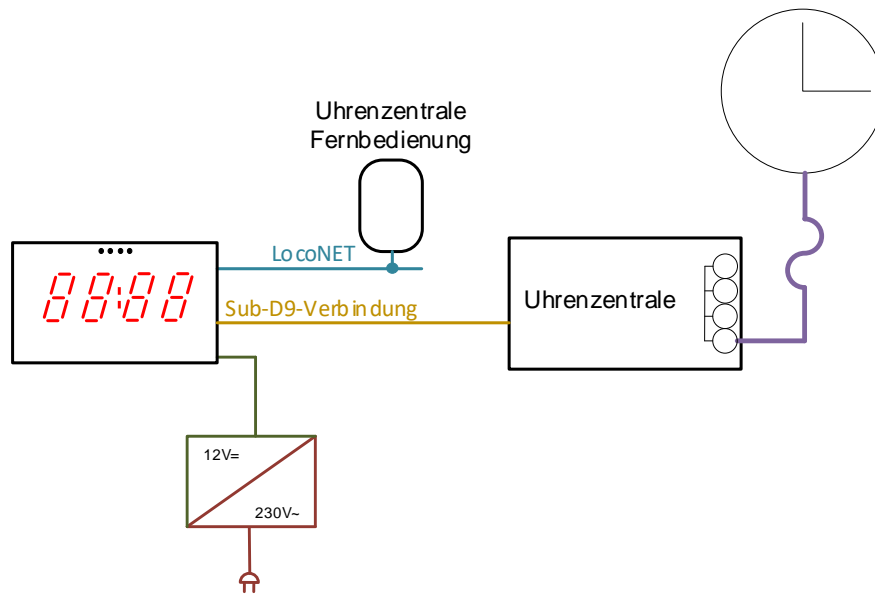 Uhrenzentrale
Fernbedienung
LocoNET
88:88
Sub-D9-Verbindung
Uhrenzentrale
12V=
230V~